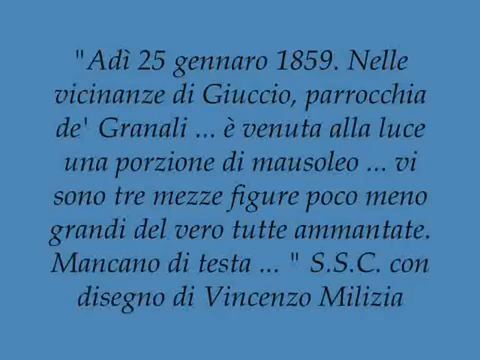 "Adì 25 gennaro 1859. Nelle
vicinanze di Giuccio, parrocchia
de' Granali ... è venuta alla luce
una porzione di mausoleo ... vi
sono tre mezze figure poco meno
grandi del vero tutte ammantate.
Mancano di testa ... " S.S.C. con
disegno di Vincenzo Milizia